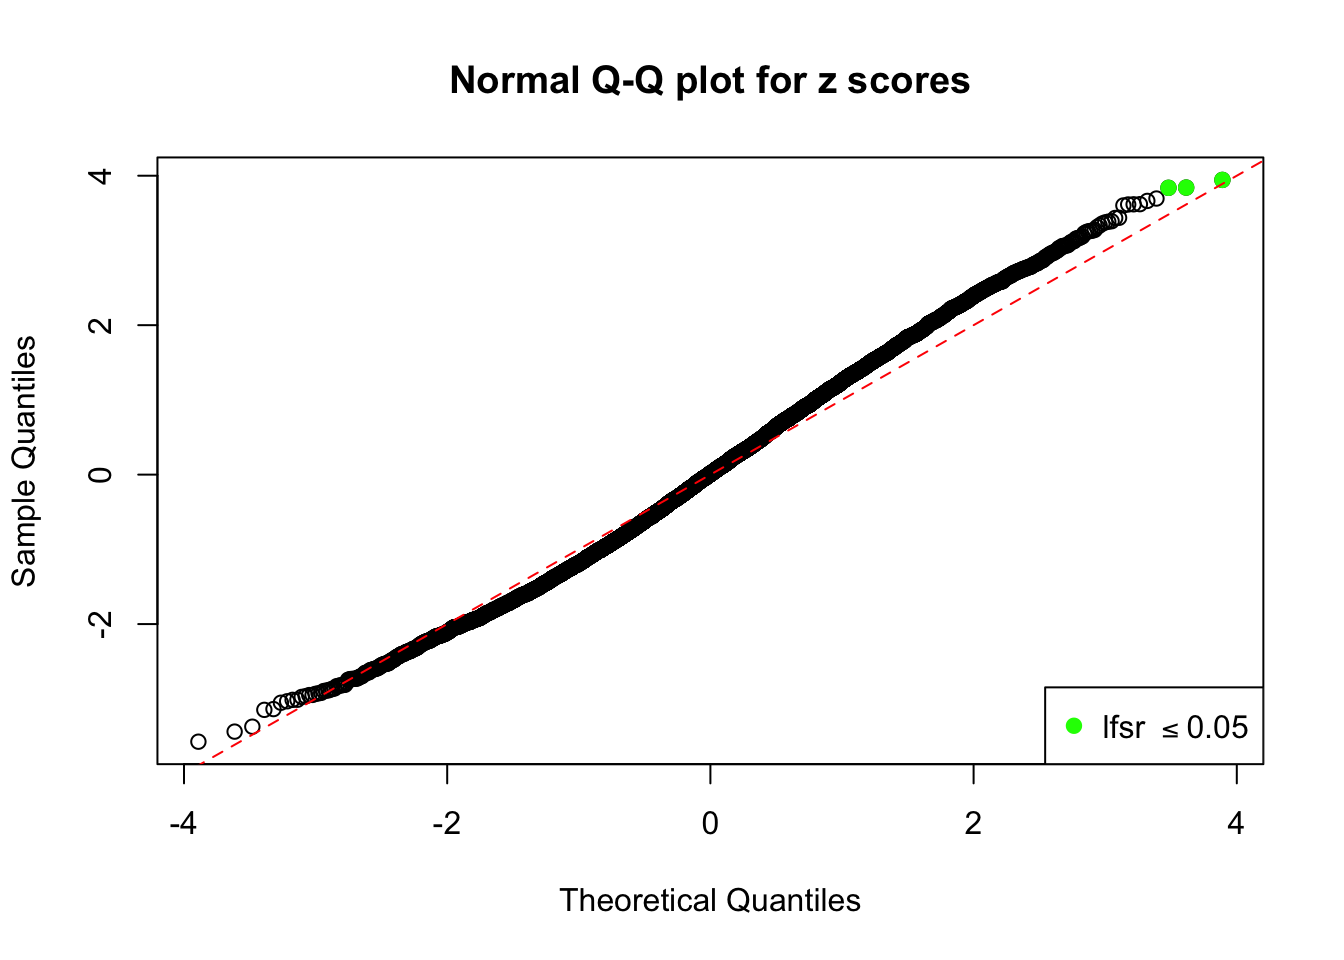 Normal Q-Q plot for z scores
Sample Quantiles
4
2
0
-2
-4
-2
0
2
4
Theoretical Quantiles
lfsr ≤ 0.05